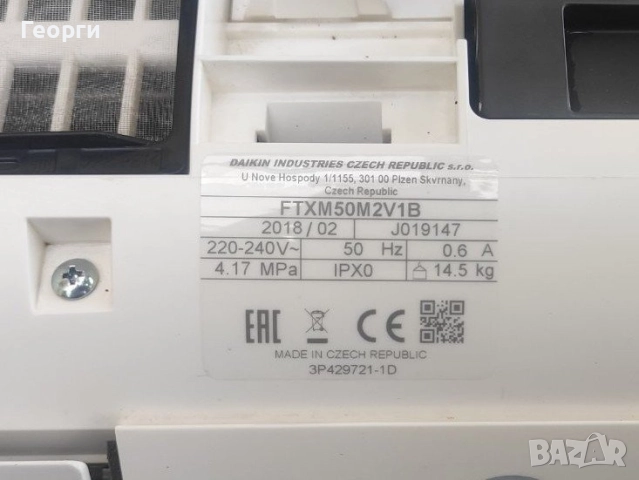 Георги
DAIKIN INDUSTRIES CZECH REPUBLIC s.r.o.
U Nove Hospody 1/1155, 301 00 Plzen Skvrnany,
Czech Republic
FTXM50M2V1B
2018/02 J019147
220-240V~ 50 Hz 0.6 A
4.17 MPa IPX0 14.5 kg
EAC CE
MADE IN CZECH REPUBLIC
3P429721-1D
BAZAR